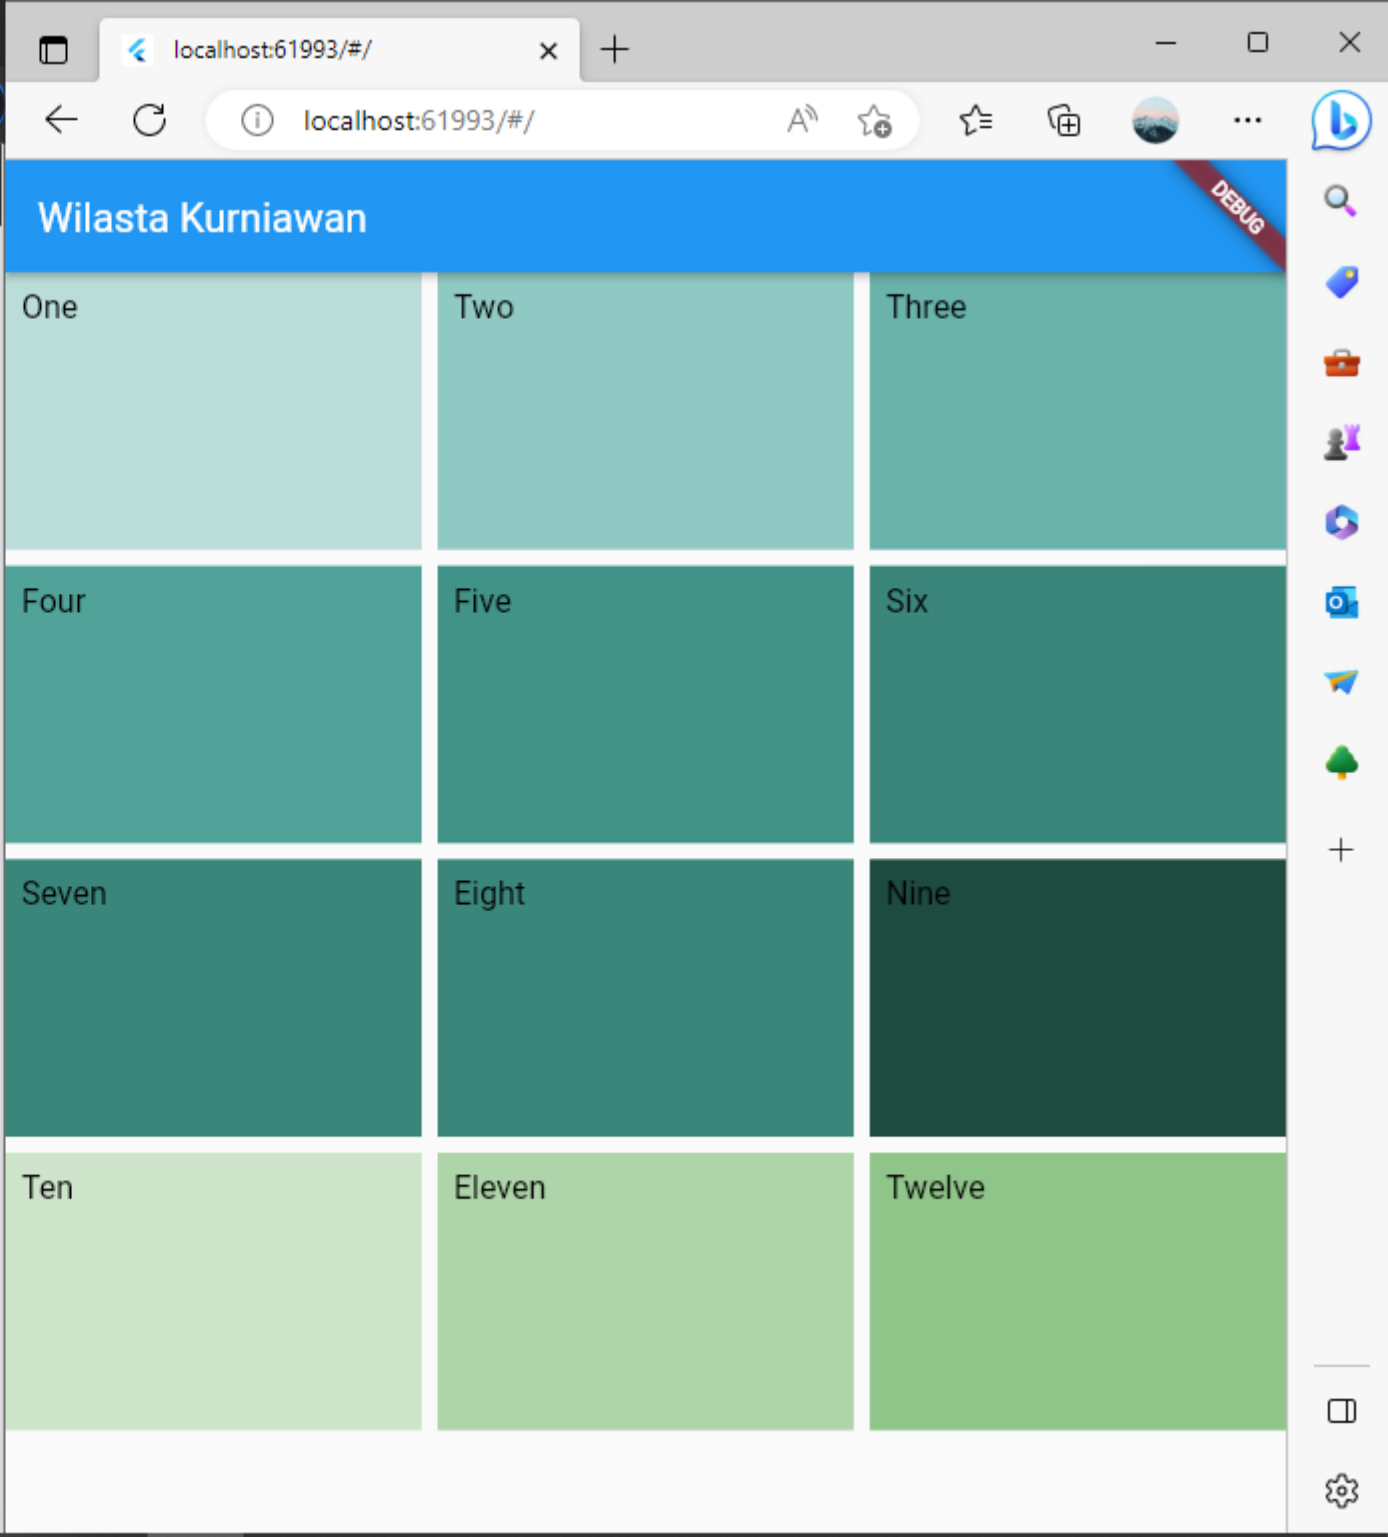 localhost:61993/#/
localhost:61993/#/
Wilasta Kurniawan
DEBUG
One
Two
Three
Four
Five
Six
Seven
Eight
Nine
Ten
Eleven
Twelve